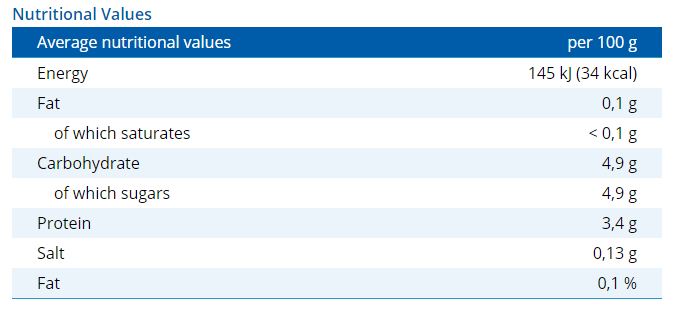 Nutritional Values
Average nutritional values per 100 g
Energy 145 kJ (34 kcal)
Fat 0,1 g
of which saturates < 0,1 g
Carbohydrate 4,9 g
of which sugars 4,9 g
Protein 3,4 g
Salt 0,13 g
Fat 0,1 %